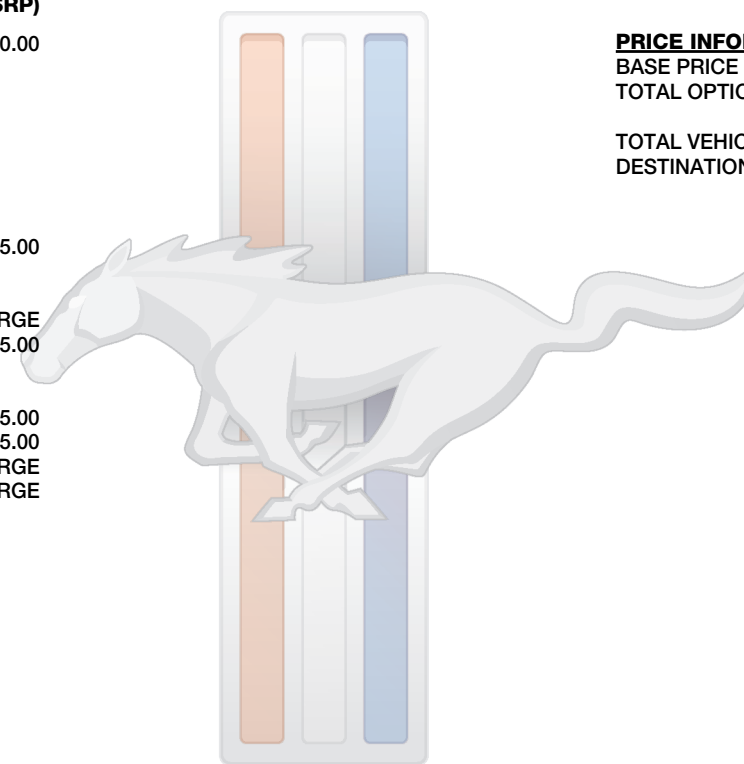 SRP)
0.00
5.00
RGE
5.00
5.00
5.00
RGE
RGE
PRICE INFO
BASE PRICE
TOTAL OPTIO
TOTAL VEHIC
DESTINATION